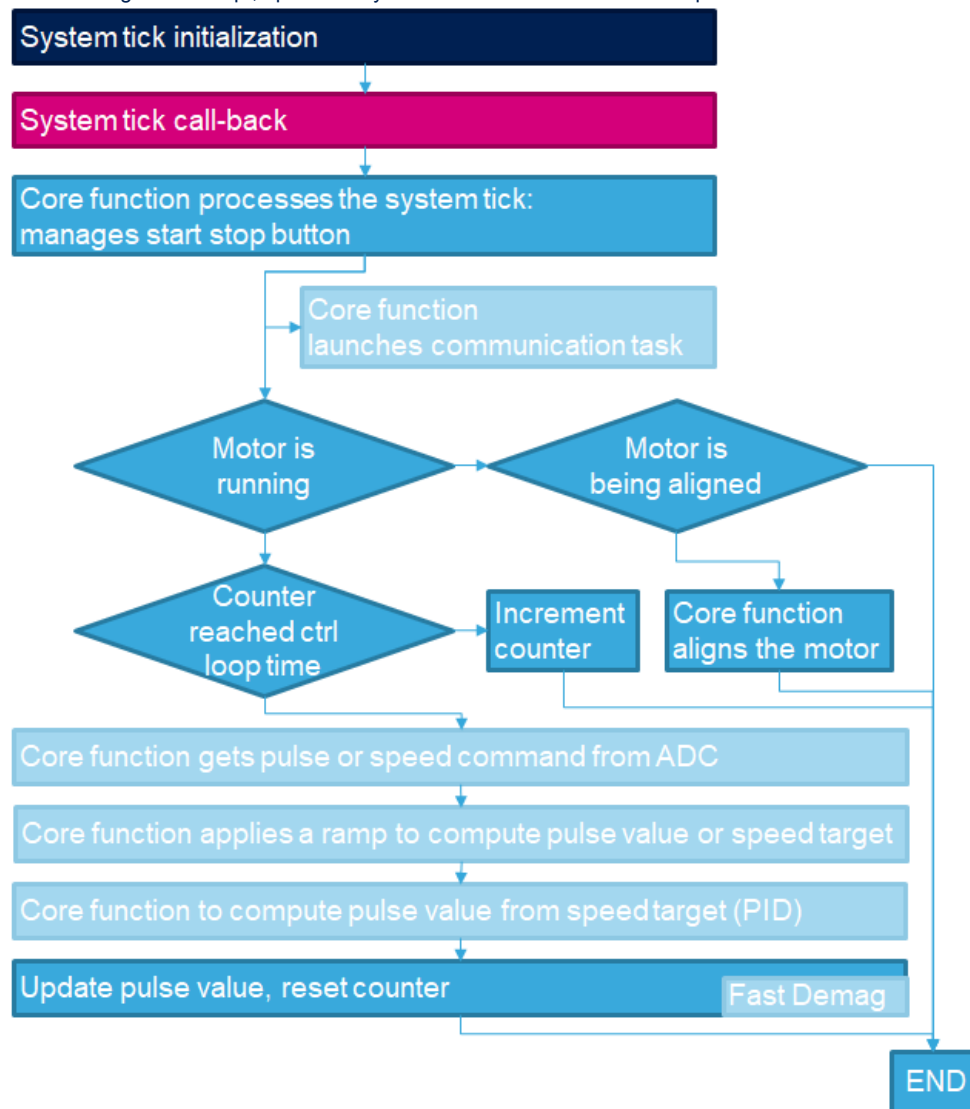 System tick initialization
System tick call-back
Core function processes the system tick:
manages start stop button
Core function
launches communication task
Motor is
running
Motor is
being aligned
Counter
reached ctrl
loop time
Increment
counter
Core function
aligns the motor
Core function gets pulse or speed command from ADC
Core function applies a ramp to compute pulse value or speed target
Core function to compute pulse value from speed target (PID)
Update pulse value, reset counter
Fast Demag
END